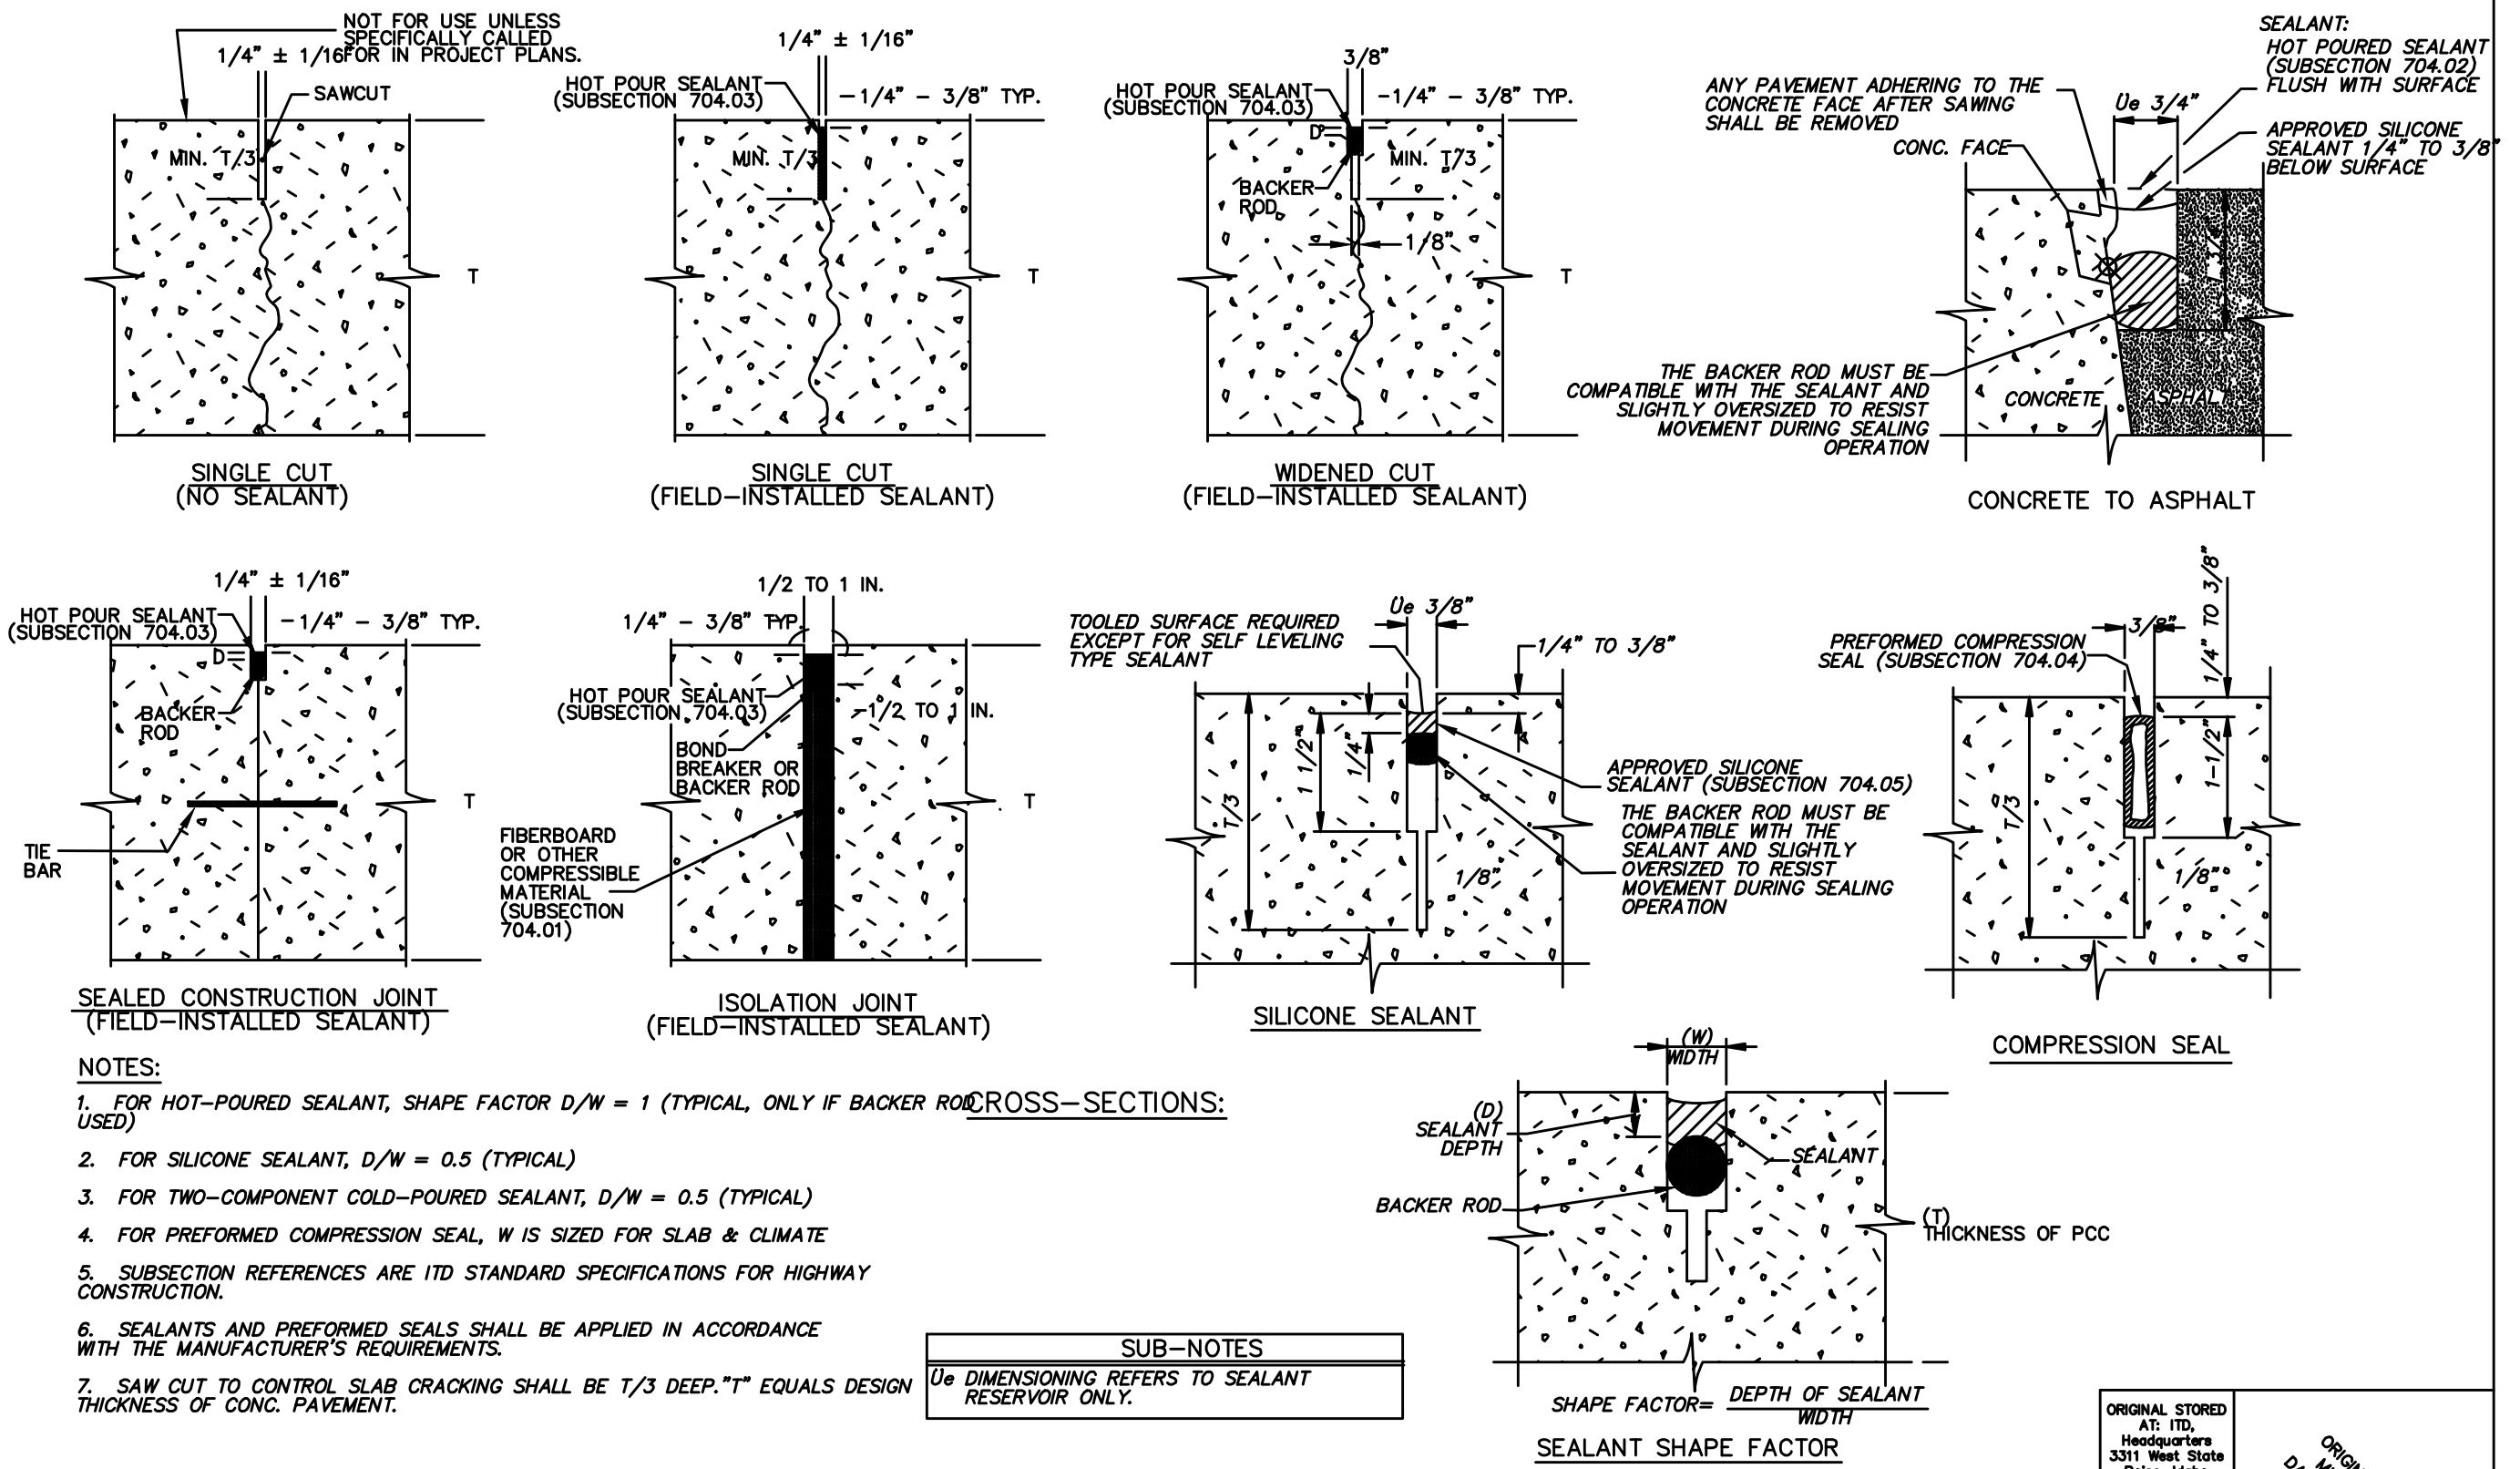 NOT FOR USE UNLESS
SPECIFICALLY CALLED
FOR IN PROJECT PLANS.
1/4" ± 1/16"
SAWCUT
MIN. T/3
T
SINGLE CUT
(NO SEALANT)
1/4" ± 1/16"
HOT POUR SEALANT
(SUBSECTION 704.03)
1/4" - 3/8" TYP.
MIN. T/3
T
SINGLE CUT
(FIELD-INSTALLED SEALANT)
3/8"
HOT POUR SEALANT
(SUBSECTION 704.03)
1/4" - 3/8" TYP.
D
MIN. T/3
BACKER
ROD
1/8"
T
WIDENED CUT
(FIELD-INSTALLED SEALANT)
SEALANT:
HOT POURED SEALANT
(SUBSECTION 704.02)
FLUSH WITH SURFACE
ANY PAVEMENT ADHERING TO THE
CONCRETE FACE AFTER SAWING
SHALL BE REMOVED
Üe 3/4"
APPROVED SILICONE
SEALANT 1/4" TO 3/8"
BELOW SURFACE
CONC. FACE
THE BACKER ROD MUST BE
COMPATIBLE WITH THE SEALANT AND
SLIGHTLY OVERSIZED TO RESIST
MOVEMENT DURING SEALING
OPERATION
CONCRETE
ASPHALT
CONCRETE TO ASPHALT
1/4" ± 1/16"
HOT POUR SEALANT
(SUBSECTION 704.03)
1/4" - 3/8" TYP.
D
BACKER
ROD
T
TIE
BAR
SEALED CONSTRUCTION JOINT
(FIELD-INSTALLED SEALANT)
1/2 TO 1 IN.
1/4" - 3/8" TYP.
HOT POUR SEALANT
(SUBSECTION 704.03)
1/2 TO 1 IN.
BOND
BREAKER OR
BACKER ROD
T
FIBERBOARD
OR OTHER
COMPRESSIBLE
MATERIAL
(SUBSECTION
704.01)
ISOLATION JOINT
(FIELD-INSTALLED SEALANT)
TOOLED SURFACE REQUIRED
EXCEPT FOR SELF LEVELING
TYPE SEALANT
Üe 3/8"
1/4" TO 3/8"
T/3
1 1/2"
1/4"
APPROVED SILICONE
SEALANT (SUBSECTION 704.05)
THE BACKER ROD MUST BE
COMPATIBLE WITH THE
SEALANT AND SLIGHTLY
OVERSIZED TO RESIST
MOVEMENT DURING SEALING
OPERATION
1/8"
SILICONE SEALANT
3/8"
1/4" TO 3/8"
PREFORMED COMPRESSION
SEAL (SUBSECTION 704.04)
T/3
1-1/2"
1/8"
COMPRESSION SEAL
NOTES:
1. FOR HOT-POURED SEALANT, SHAPE FACTOR D/W = 1 (TYPICAL, ONLY IF BACKER ROD
USED)
2. FOR SILICONE SEALANT, D/W = 0.5 (TYPICAL)
3. FOR TWO-COMPONENT COLD-POURED SEALANT, D/W = 0.5 (TYPICAL)
4. FOR PREFORMED COMPRESSION SEAL, W IS SIZED FOR SLAB & CLIMATE
5. SUBSECTION REFERENCES ARE ITD STANDARD SPECIFICATIONS FOR HIGHWAY
CONSTRUCTION.
6. SEALANTS AND PREFORMED SEALS SHALL BE APPLIED IN ACCORDANCE
WITH THE MANUFACTURER'S REQUIREMENTS.
7. SAW CUT TO CONTROL SLAB CRACKING SHALL BE T/3 DEEP."T" EQUALS DESIGN
THICKNESS OF CONC. PAVEMENT.
CROSS-SECTIONS:
SUB-NOTES
Üe DIMENSIONING REFERS TO SEALANT
RESERVOIR ONLY.
(W)
WIDTH
(D)
SEALANT
DEPTH
SEALANT
BACKER ROD
(T)
THICKNESS OF PCC
SHAPE FACTOR= DEPTH OF SEALANT
WIDTH
SEALANT SHAPE FACTOR
ORIGINAL STORED
AT: ITD,
Headquarters
3311 West State